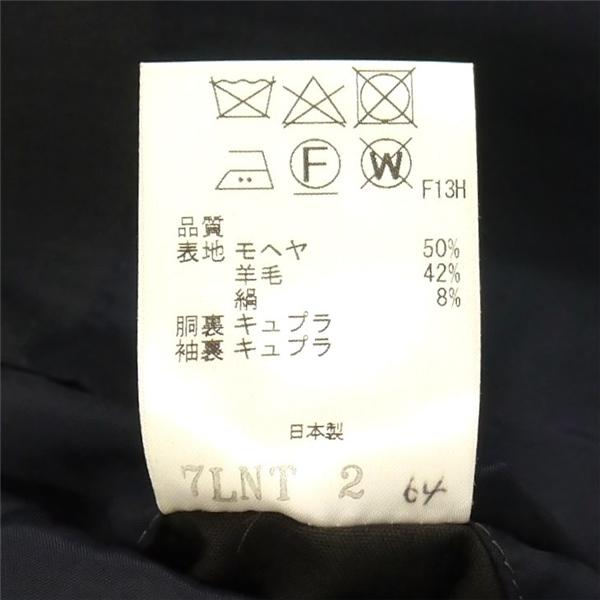 F W F13H
品質
表地 モヘヤ 50%
羊毛 42%
絹 8%
胴裏 キュプラ
袖裏 キュプラ
日本製
7LNT 2 64